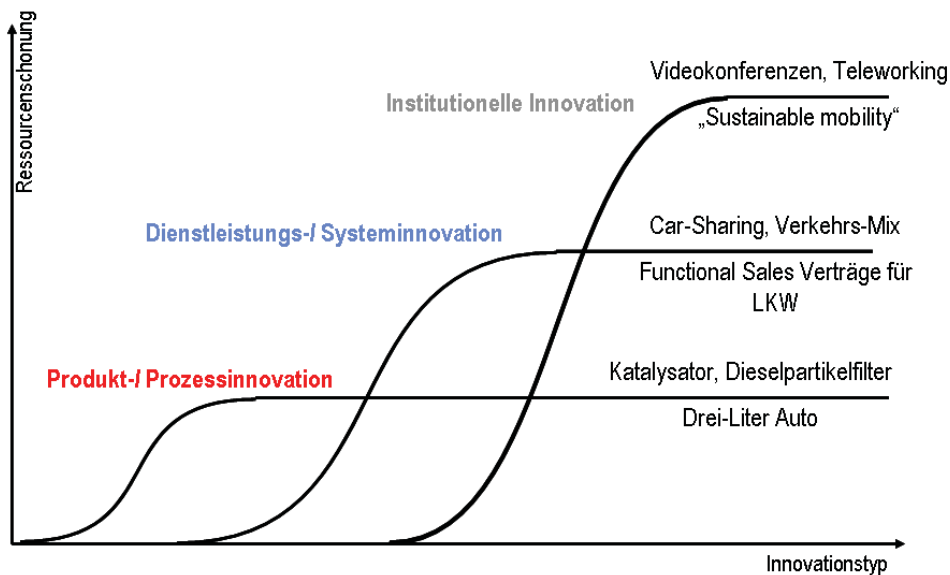 Ressourcenschonung
Videokonferenzen, Teleworking
Institutionelle Innovation
„Sustainable mobility“
Dienstleistungs-/ Systeminnovation
Car-Sharing, Verkehrs-Mix
Functional Sales Verträge für
LKW
Produkt-/ Prozessinnovation
Katalysator, Dieselpartikelfilter
Drei-Liter Auto
Innovationstyp